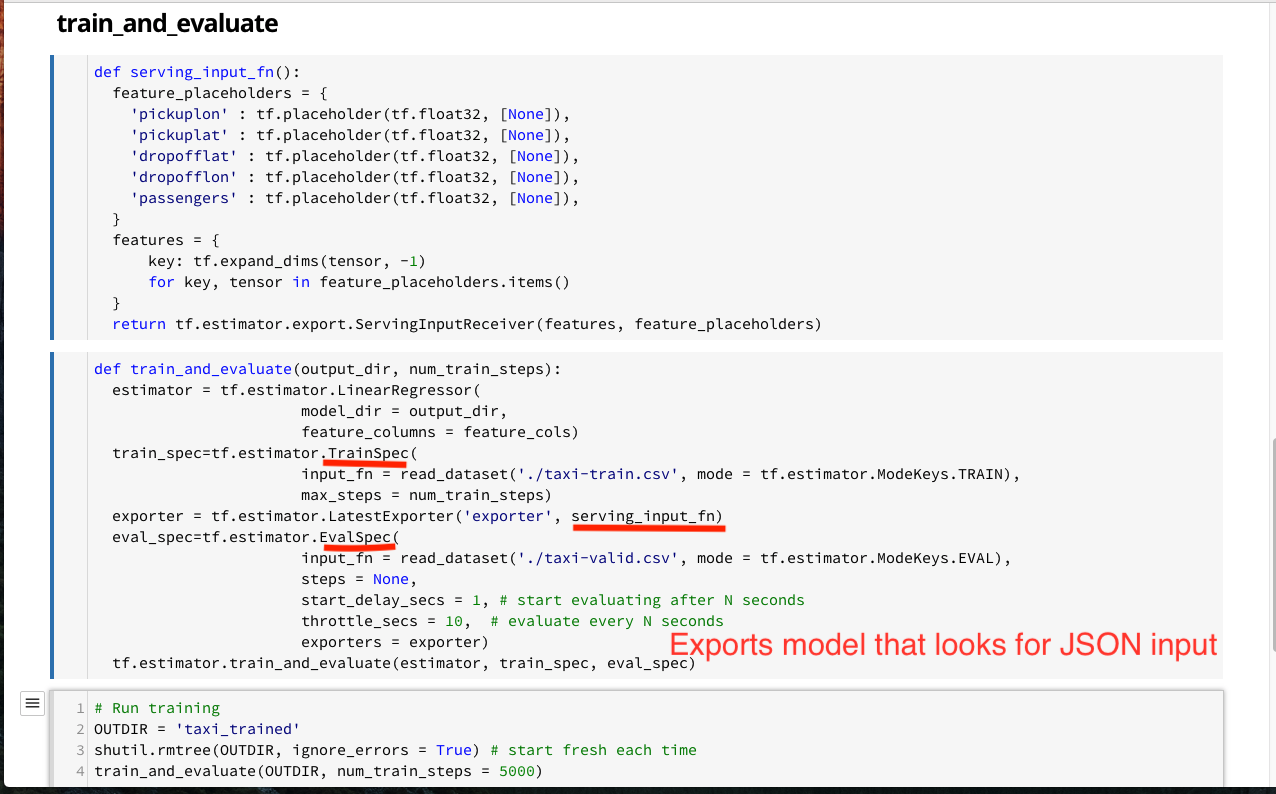 train_and_evaluate
def serving_input_fn():
  feature_placeholders = {
    'pickuplon' : tf.placeholder(tf.float32, [None]),
    'pickuplat' : tf.placeholder(tf.float32, [None]),
    'dropofflat' : tf.placeholder(tf.float32, [None]),
    'dropofflon' : tf.placeholder(tf.float32, [None]),
    'passengers' : tf.placeholder(tf.float32, [None]),
  }
  features = {
      key: tf.expand_dims(tensor, -1)
      for key, tensor in feature_placeholders.items()
  }
  return tf.estimator.export.ServingInputReceiver(features, feature_placeholders)
def train_and_evaluate(output_dir, num_train_steps):
  estimator = tf.estimator.LinearRegressor(
                       model_dir = output_dir,
                       feature_columns = feature_cols)
  train_spec=tf.estimator.TrainSpec(
                       input_fn = read_dataset('./taxi-train.csv', mode = tf.estimator.ModeKeys.TRAIN),
                       max_steps = num_train_steps)
  exporter = tf.estimator.LatestExporter('exporter', serving_input_fn)
  eval_spec=tf.estimator.EvalSpec(
                       input_fn = read_dataset('./taxi-valid.csv', mode = tf.estimator.ModeKeys.EVAL),
                       steps = None,
                       start_delay_secs = 1, # start evaluating after N seconds
                       throttle_secs = 10,  # evaluate every N seconds
                       exporters = exporter)
Exports model that looks for JSON input
  tf.estimator.train_and_evaluate(estimator, train_spec, eval_spec)
1 # Run training
2 OUTDIR = 'taxi_trained'
3 shutil.rmtree(OUTDIR, ignore_errors = True) # start fresh each time
4 train_and_evaluate(OUTDIR, num_train_steps = 5000)